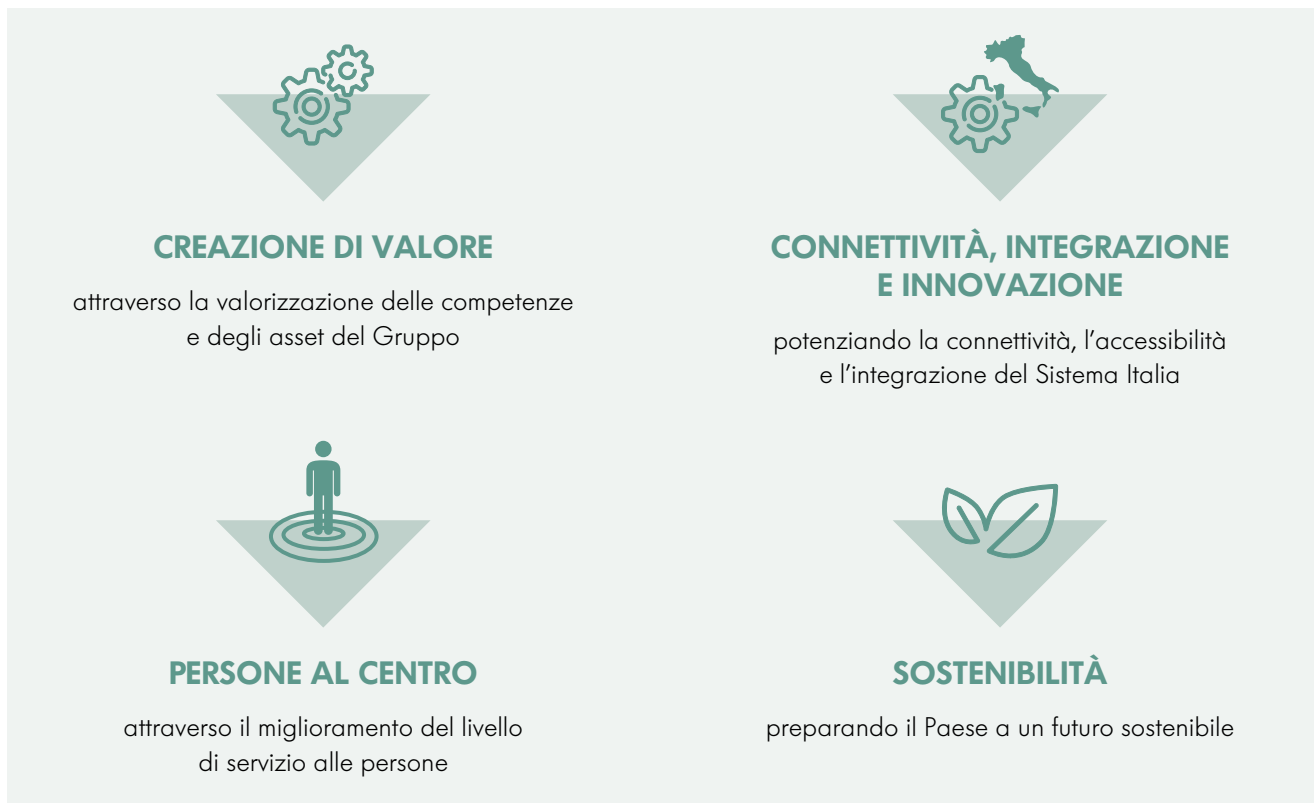 CREAZIONE DI VALORE
attraverso la valorizzazione delle competenze
e degli asset del Gruppo
CONNETTIVITÀ, INTEGRAZIONE
E INNOVAZIONE
potenziando la connettività, l’accessibilità
e l’integrazione del Sistema Italia
PERSONE AL CENTRO
attraverso il miglioramento del livello
di servizio alle persone
SOSTENIBILITÀ
preparando il Paese a un futuro sostenibile